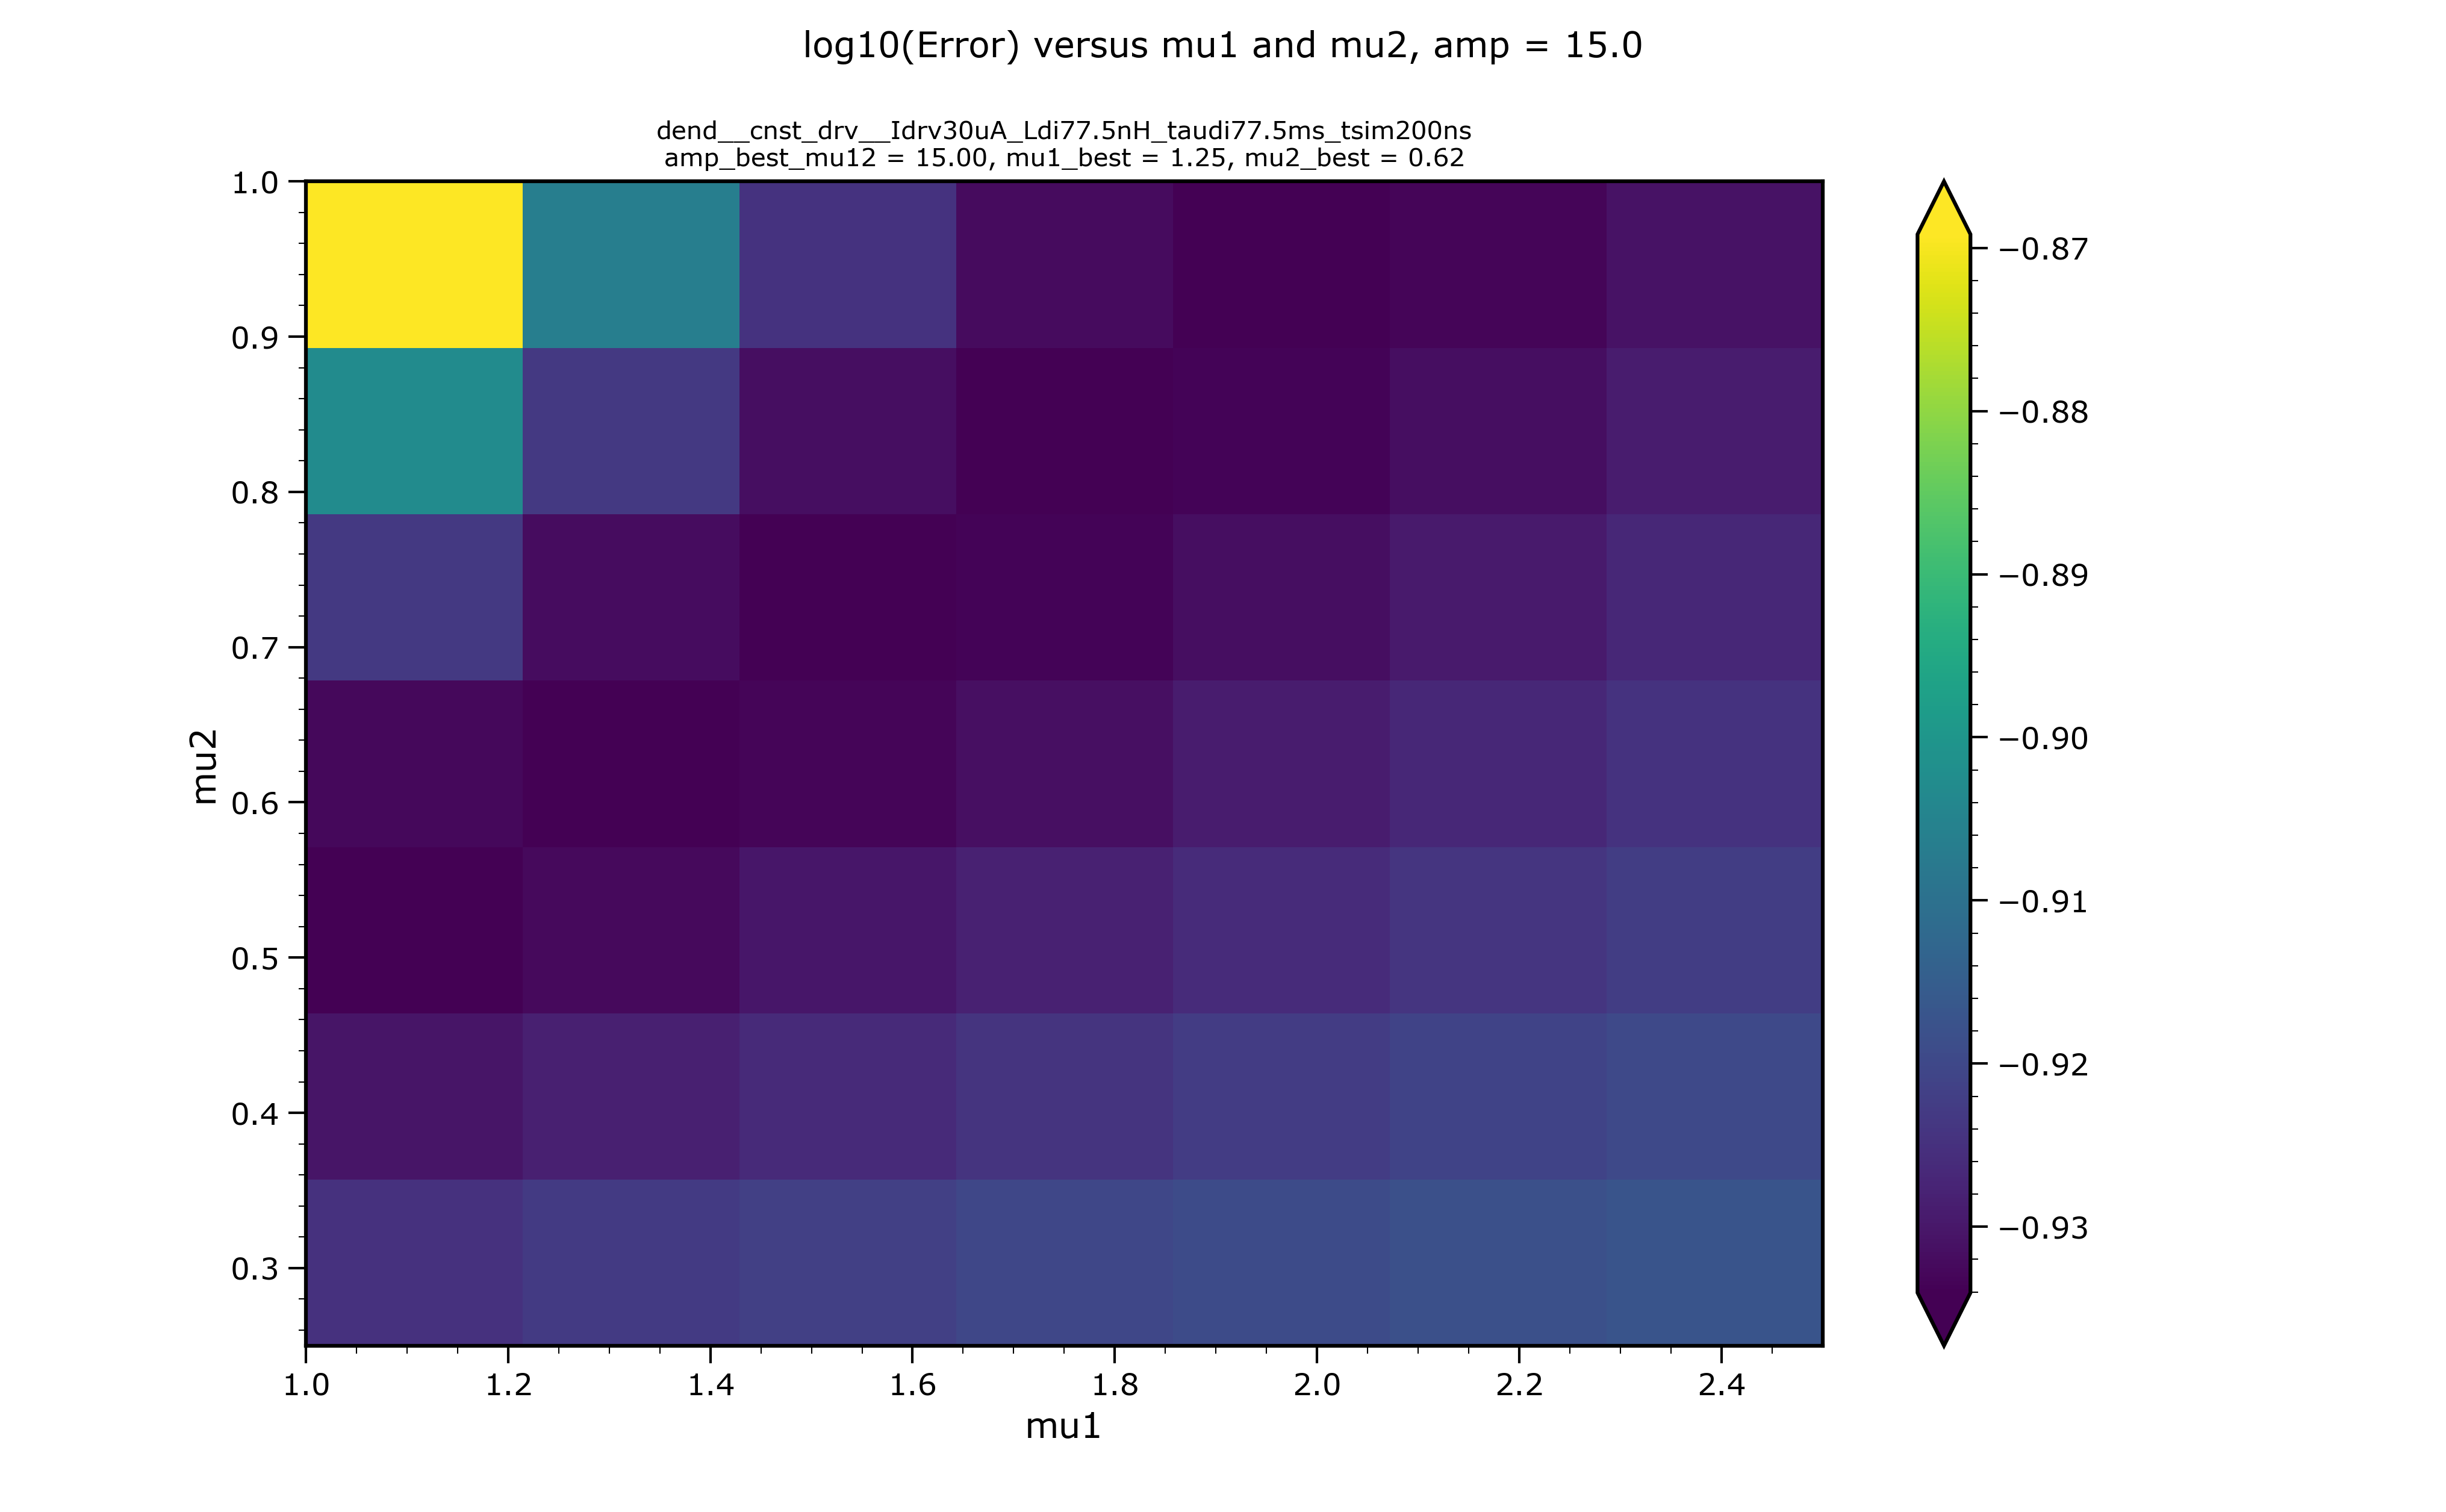 log10(Error) versus mu1 and mu2, amp = 15.0
dend__cnst_drv__Idrv30uA_Ldi77.5nH_taudi77.5ms_tsim200ns
amp_best_mu12 = 15.00, mu1_best = 1.25, mu2_best = 0.62
1.0
0.9
0.8
0.7
0.6
0.5
0.4
0.3
mu2
1.0 1.2 1.4 1.6 1.8 2.0 2.2 2.4
mu1
−0.87
−0.88
−0.89
−0.90
−0.91
−0.92
−0.93